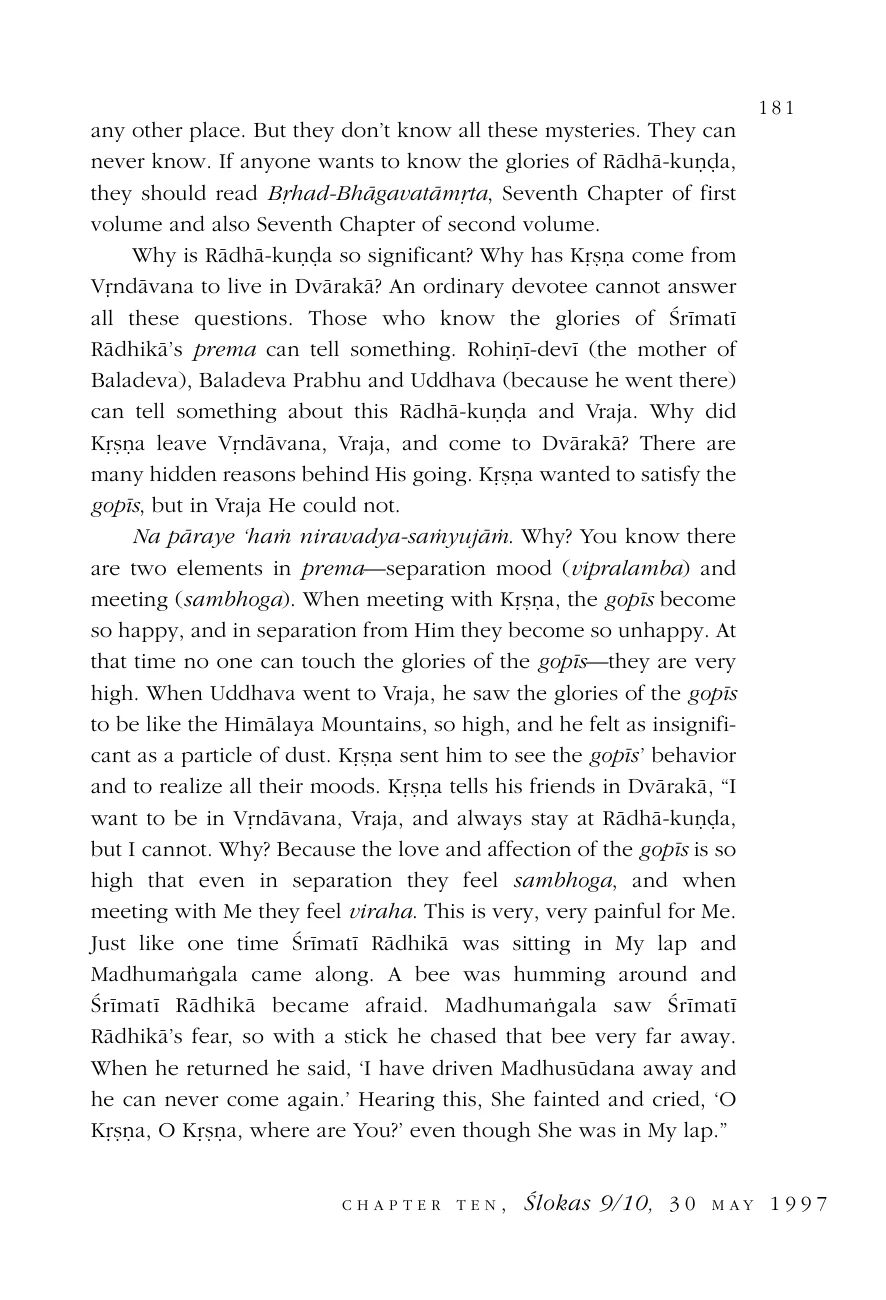 181
any other place. But they don’t know all these mysteries. They can
never know. If anyone wants to know the glories of Rādhā-kuṇḍa,
they should read Bṛhad-Bhāgavatāmṛta, Seventh Chapter of first
volume and also Seventh Chapter of second volume.
Why is Rādhā-kuṇḍa so significant? Why has Kṛṣṇa come from
Vṛndāvana to live in Dvārakā? An ordinary devotee cannot answer
all these questions. Those who know the glories of Śrīmatī
Rādhikā’s prema can tell something. Rohiṇī-devī (the mother of
Baladeva), Baladeva Prabhu and Uddhava (because he went there)
can tell something about this Rādhā-kuṇḍa and Vraja. Why did
Kṛṣṇa leave Vṛndāvana, Vraja, and come to Dvārakā? There are
many hidden reasons behind His going. Kṛṣṇa wanted to satisfy the
gopīs, but in Vraja He could not.
Na pāraye ‘haṁ niravadya-saṁyujāṁ. Why? You know there
are two elements in prema—separation mood (vipralamba) and
meeting (sambhoga). When meeting with Kṛṣṇa, the gopīs become
so happy, and in separation from Him they become so unhappy. At
that time no one can touch the glories of the gopīs—they are very
high. When Uddhava went to Vraja, he saw the glories of the gopīs
to be like the Himālaya Mountains, so high, and he felt as insignifi-
cant as a particle of dust. Kṛṣṇa sent him to see the gopīs’ behavior
and to realize all their moods. Kṛṣṇa tells his friends in Dvārakā, “I
want to be in Vṛndāvana, Vraja, and always stay at Rādhā-kuṇḍa,
but I cannot. Why? Because the love and affection of the gopīs is so
high that even in separation they feel sambhoga, and when
meeting with Me they feel viraha. This is very, very painful for Me.
Just like one time Śrīmatī Rādhikā was sitting in My lap and
Madhumaṅgala came along. A bee was humming around and
Śrīmatī Rādhikā became afraid. Madhumaṅgala saw Śrīmatī
Rādhikā’s fear, so with a stick he chased that bee very far away.
When he returned he said, ‘I have driven Madhusūdana away and
he can never come again.’ Hearing this, She fainted and cried, ‘O
Kṛṣṇa, O Kṛṣṇa, where are You?’ even though She was in My lap.”
CHAPTER TEN, Ślokas 9/10, 30 MAY 1997